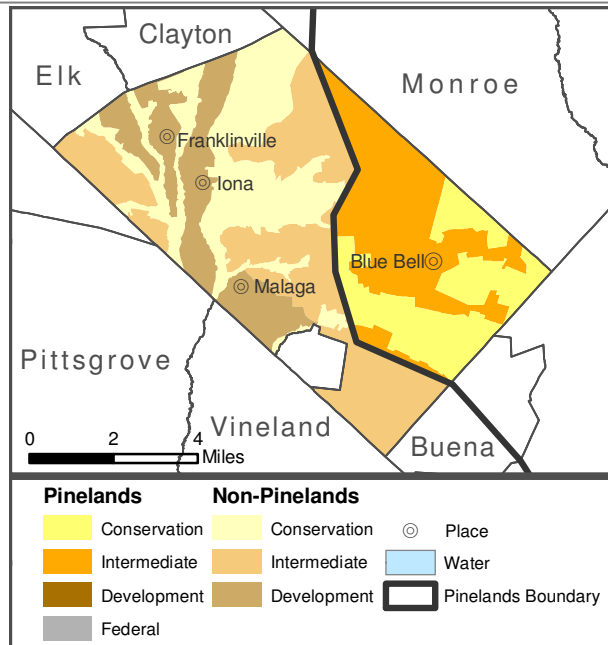 Clayton
Elk
Monroe
Franklinville
Iona
Blue Bell
Malaga
Pittsgrove
Vineland
Buena
0 2 4
Miles
Pinelands Non-Pinelands
Conservation Conservation Place
Intermediate Intermediate Water
Development Development Pinelands Boundary
Federal